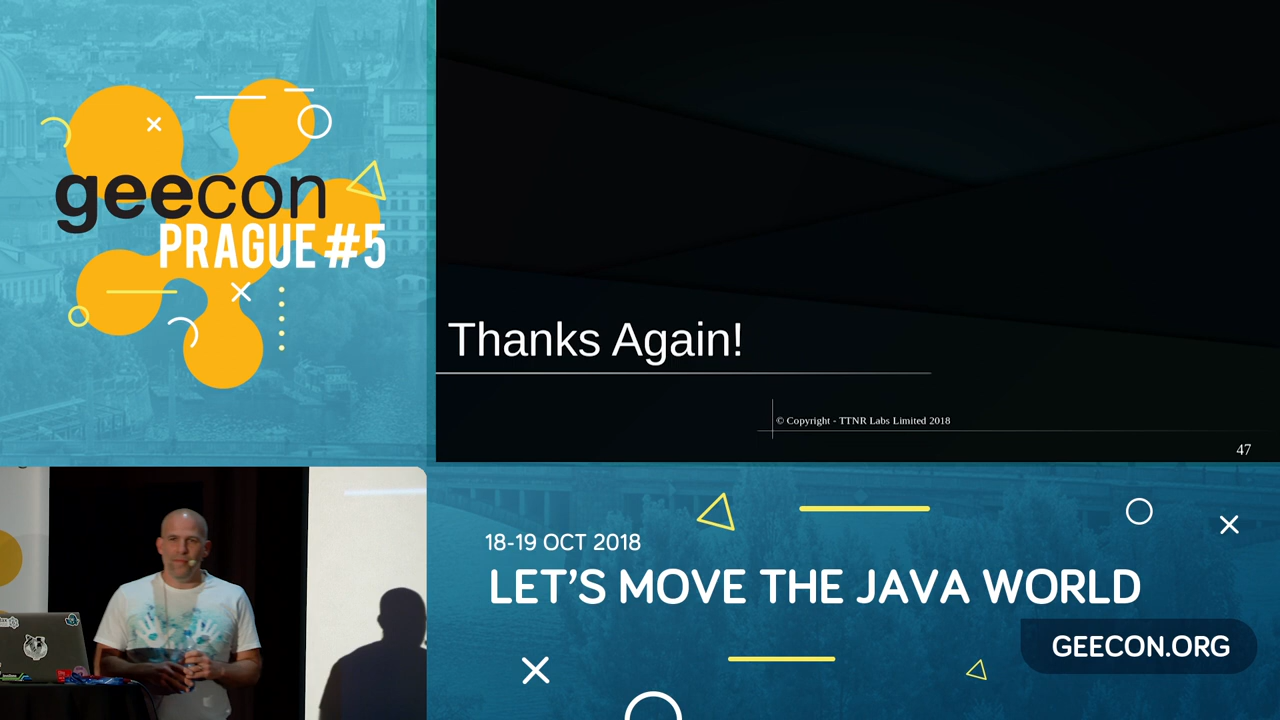 geecon
PRAGUE #5
Thanks Again!
© Copyright - TTNR Labs Limited 2018
47
18-19 OCT 2018
LET'S MOVE THE JAVA WORLD
GEECON.ORG